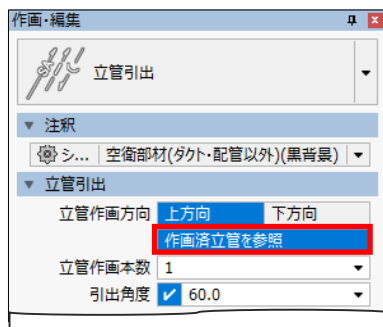 作画・編集
立管引出
注釈
シ... 空衛部材(ダクト・配管以外)(黒背景)
立管引出
立管作画方向 上方向 下方向
作画済立管を参照
立管作画本数 1
引出角度 60.0